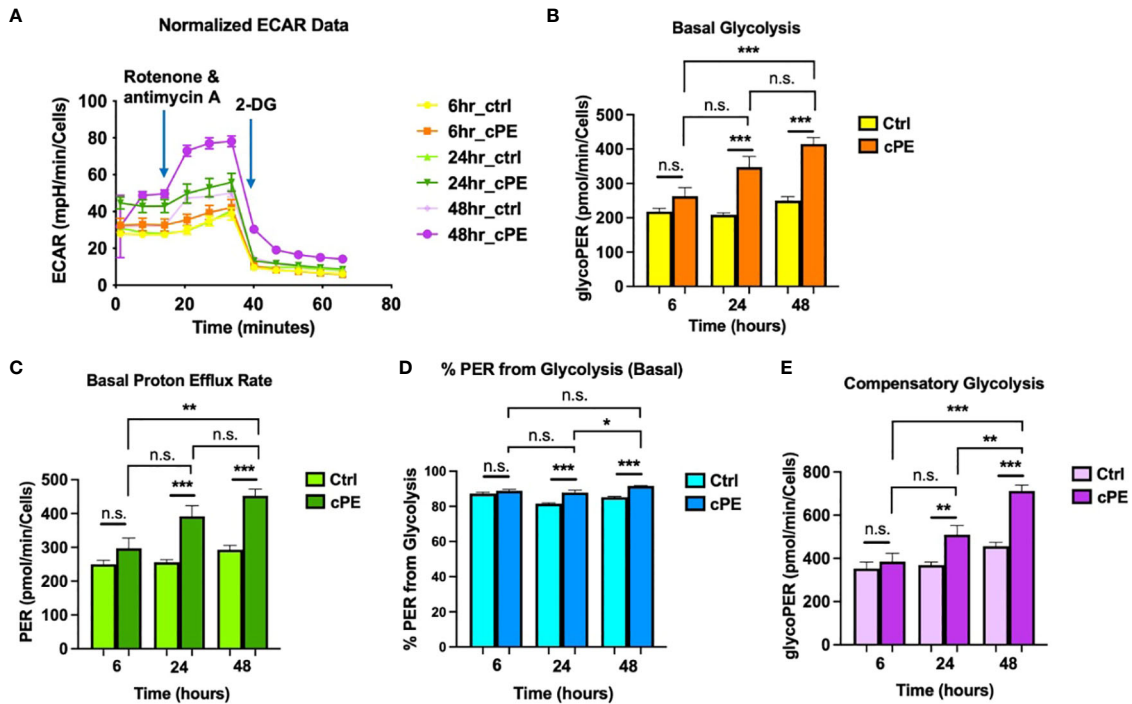 A
Normalized ECAR Data
Rotenone &
antimycin A
2-DG
ECAR (mpH/min/Cells)
100
80
60
40
20
0
0 20 40 60 80
Time (minutes)
6hr_ctrl
6hr_cPE
24hr_ctrl
24hr_cPE
48hr_ctrl
48hr_cPE
B
Basal Glycolysis
***
n.s.
n.s.
n.s.
***
***
glycoPER (pmol/min/Cells)
500
400
300
200
100
0
6 24 48
Time (hours)
Ctrl
cPE
C
Basal Proton Efflux Rate
**
n.s.
n.s.
n.s.
***
***
PER (pmol/min/Cells)
500
400
300
200
100
0
6 24 48
Time (hours)
Ctrl
cPE
D
% PER from Glycolysis (Basal)
n.s.
*
n.s.
n.s.
***
***
% PER from Glycolysis
100
80
60
40
20
0
6 24 48
Time (hours)
Ctrl
cPE
E
Compensatory Glycolysis
***
**
n.s.
***
**
n.s.
glycoPER (pmol/min/Cells)
800
600
400
200
0
6 24 48
Time (hours)
Ctrl
cPE